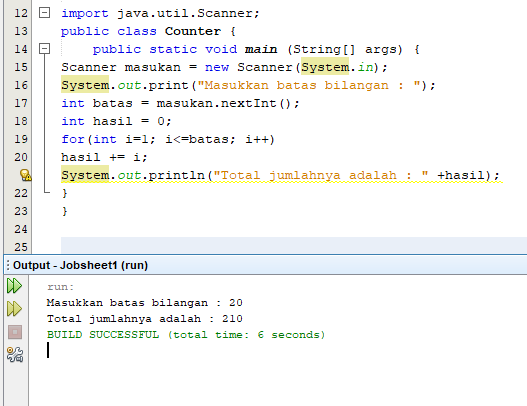 12 import java.util.Scanner;
13 public class Counter {
14 public static void main (String[] args) {
15 Scanner masukan = new Scanner(System.in);
16 System.out.print("Masukkan batas bilangan : ");
17 int batas = masukan.nextInt();
18 int hasil = 0;
19 for(int i=1; i<=batas; i++)
20 hasil += i;
System.out.println("Total jumlahnya adalah : " +hasil);
22 }
23 }
24
25
Output - Jobsheet1 (run)
run:
Masukkan batas bilangan : 20
Total jumlahnya adalah : 210
BUILD SUCCESSFUL (total time: 6 seconds)